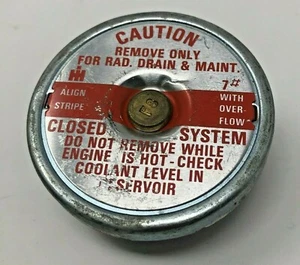 CAUTION
REMOVE ONLY
FOR RAD. DRAIN & MAINT.
IH 7#
ALIGN WITH
STRIPE OVER-
FLOW
CLOSED SYSTEM
DO NOT REMOVE WHILE
ENGINE IS HOT-CHECK
COOLANT LEVEL IN
RESERVOIR